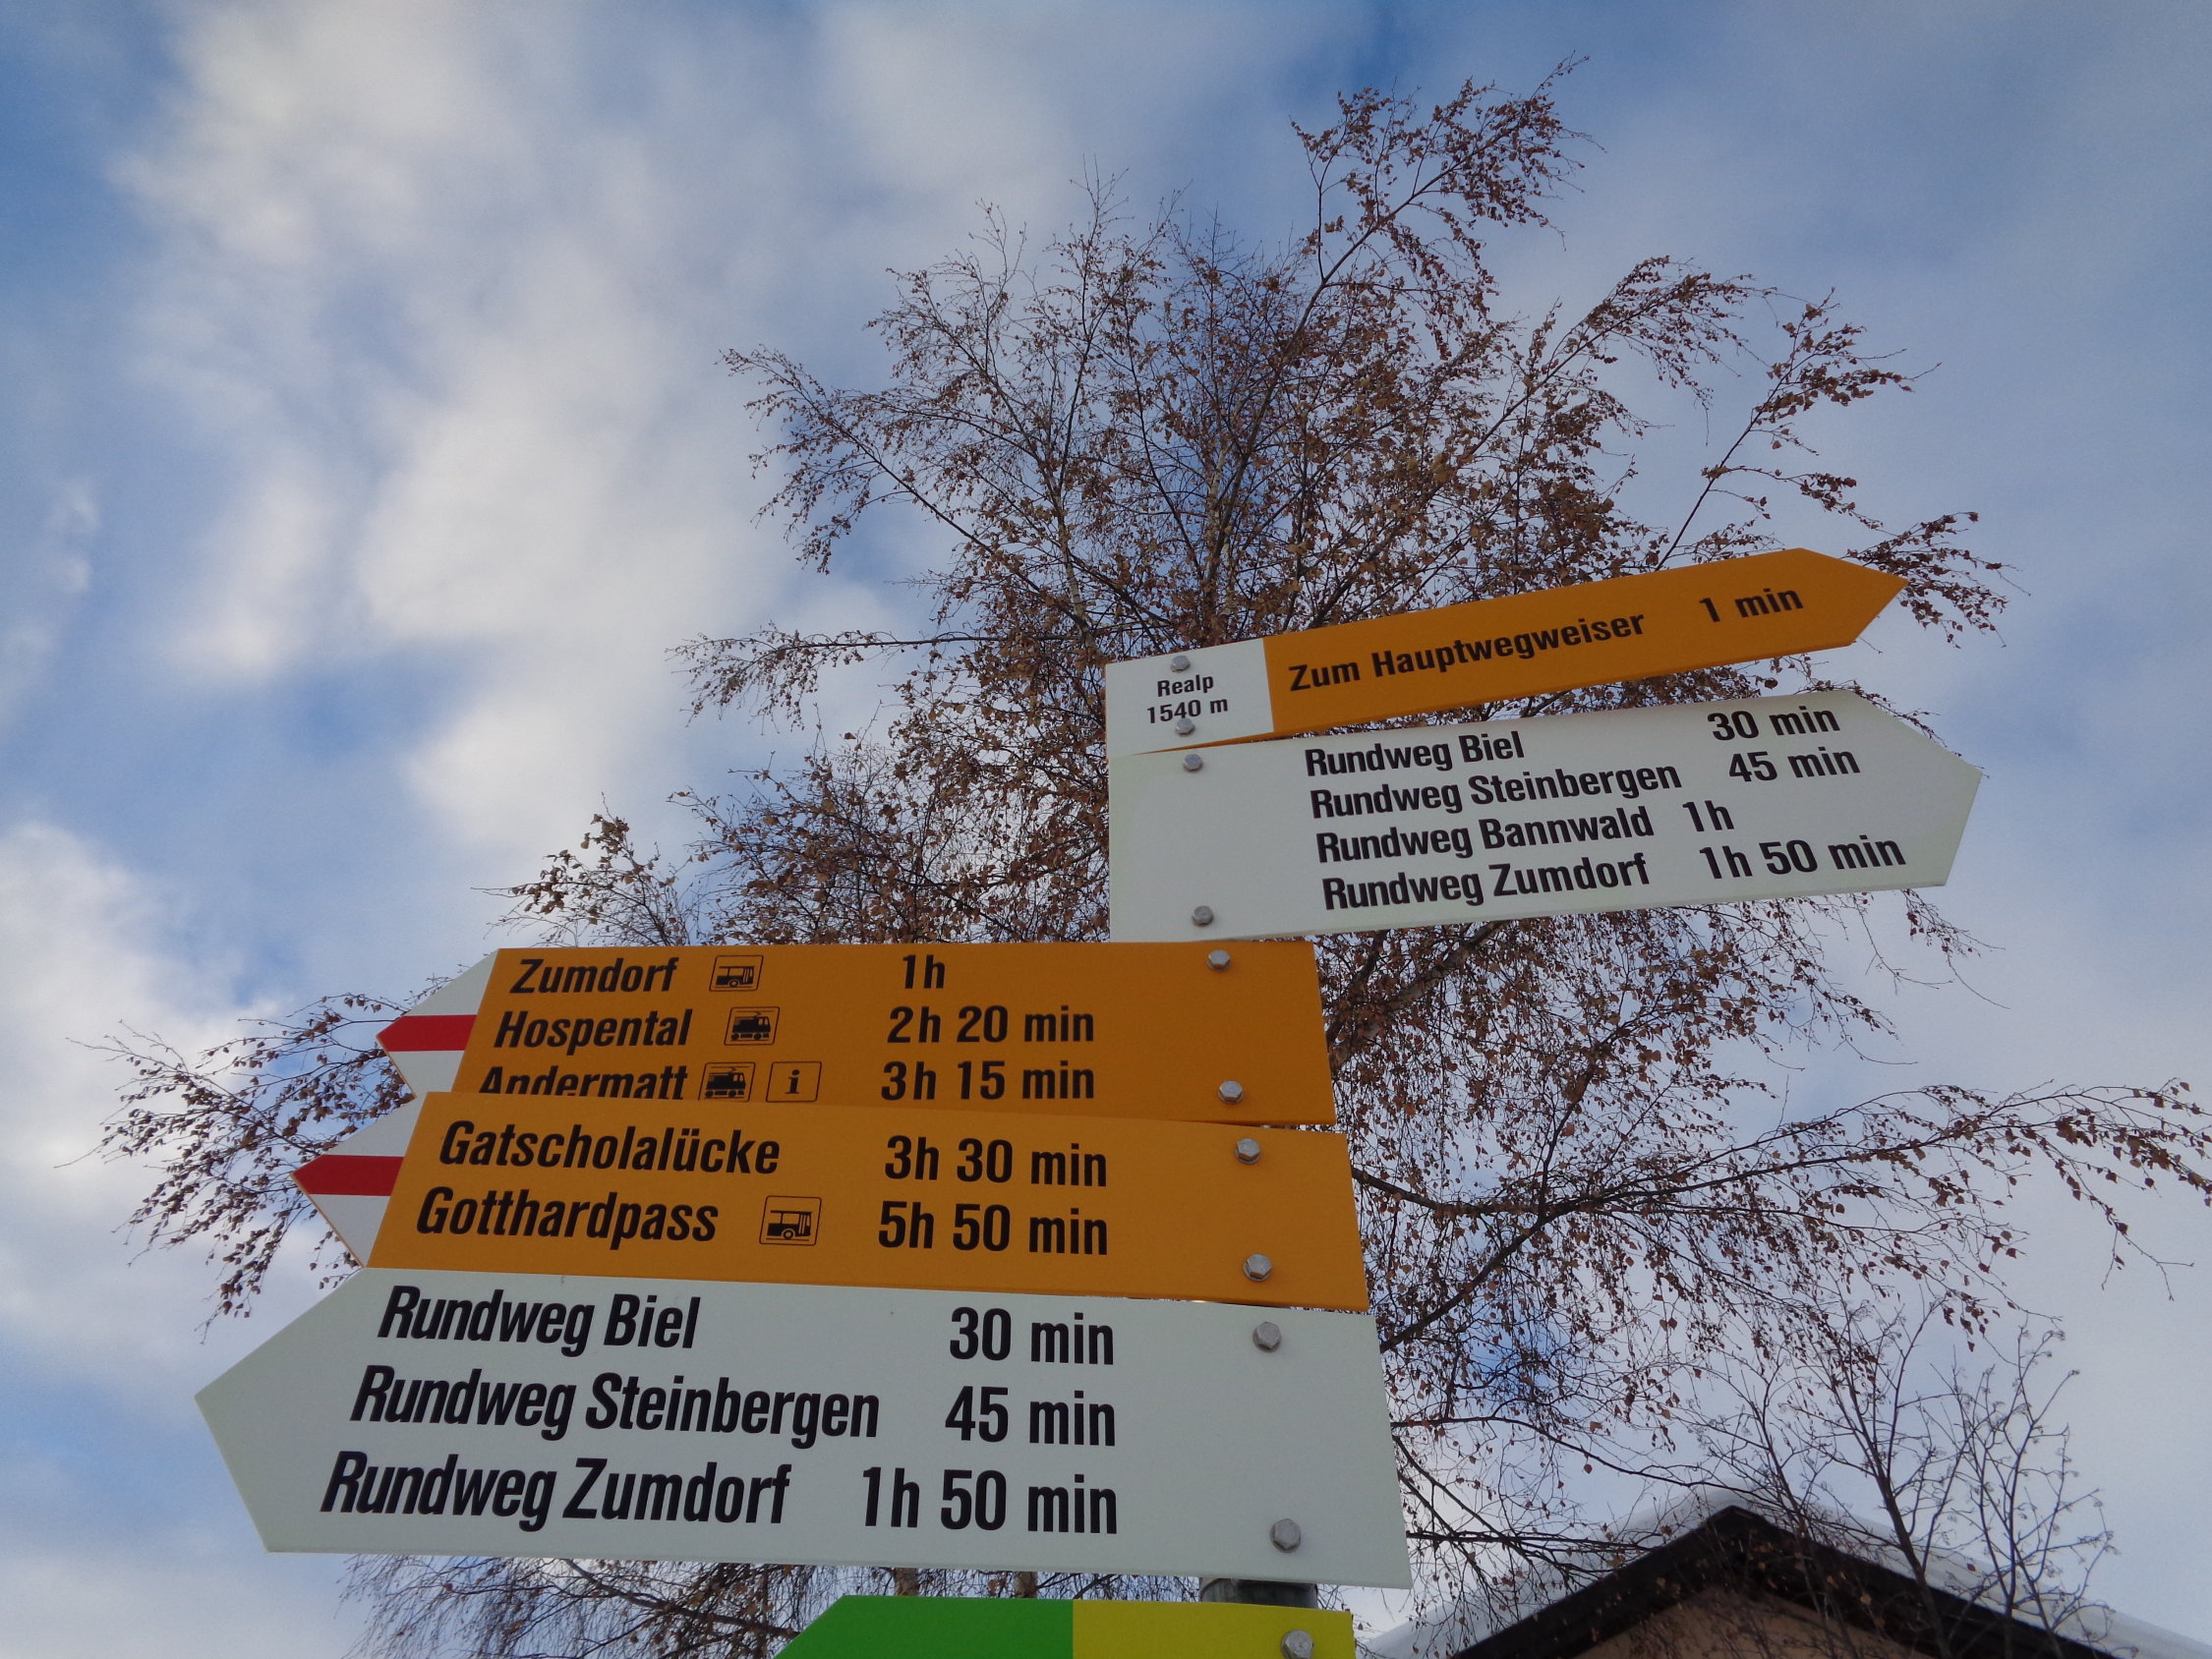 Realp
1540 m
Zum Hauptwegweiser 1 min
Rundweg Biel 30 min
Rundweg Steinbergen 45 min
Rundweg Bannwald 1h
Rundweg Zumdorf 1h 50 min
Zumdorf 1h
Hospental 2h 20 min
Andermatt i 3h 15 min
Gatscholalücke 3h 30 min
Gotthardpass 5h 50 min
Rundweg Biel 30 min
Rundweg Steinbergen 45 min
Rundweg Zumdorf 1h 50 min